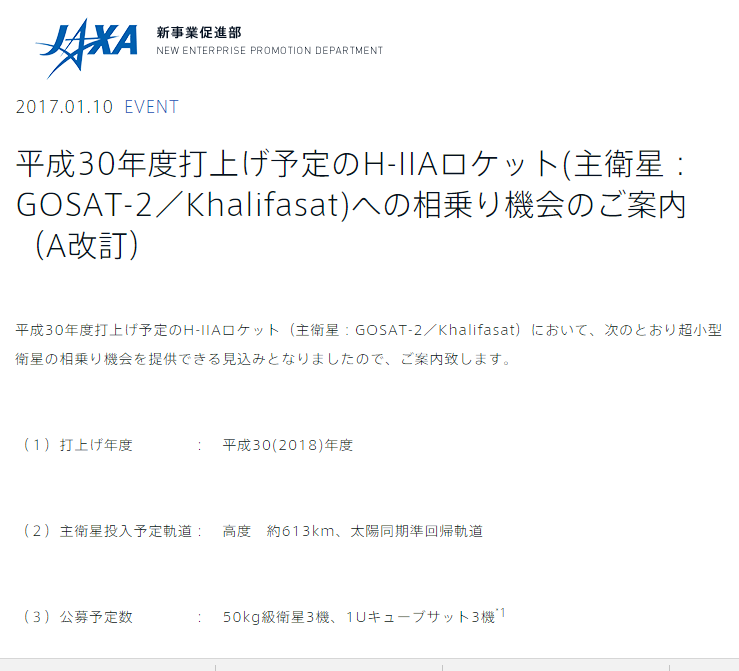 JAXA 新事業促進部
NEW ENTERPRISE PROMOTION DEPARTMENT
2017.01.10 EVENT
平成30年度打上げ予定のH-IIAロケット(主衛星：
GOSAT-2／Khalifasat)への相乗り機会のご案内
（A改訂）
平成30年度打上げ予定のH-IIAロケット（主衛星：GOSAT-2／Khalifasat）において、次のとおり超小型
衛星の相乗り機会を提供できる見込みとなりましたので、ご案内致します。
（1）打上げ年度　　　　：　平成30(2018)年度
（2）主衛星投入予定軌道：　高度　約613km、太陽同期準回帰軌道
（3）公募予定数　　　　：　50kg級衛星3機、1Uキューブサット3機*1